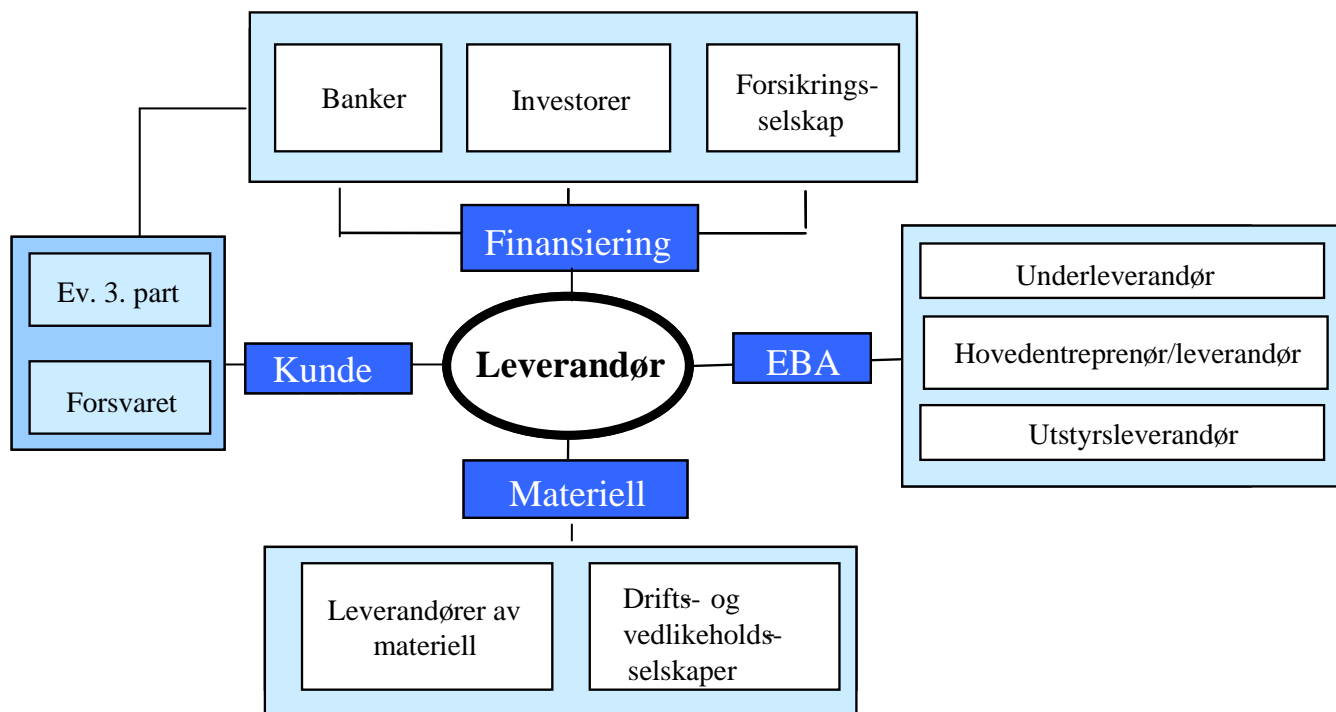 Banker
Investorer
Forsikrings-
selskap
Finansiering
Ev. 3. part
Forsvaret
Kunde
Leverandør
EBA
Underleverandør
Hovedentreprenør/leverandør
Utstyrsleverandør
Materiell
Leverandører av
materiell
Drifts- og
vedlikeholds-
selskaper